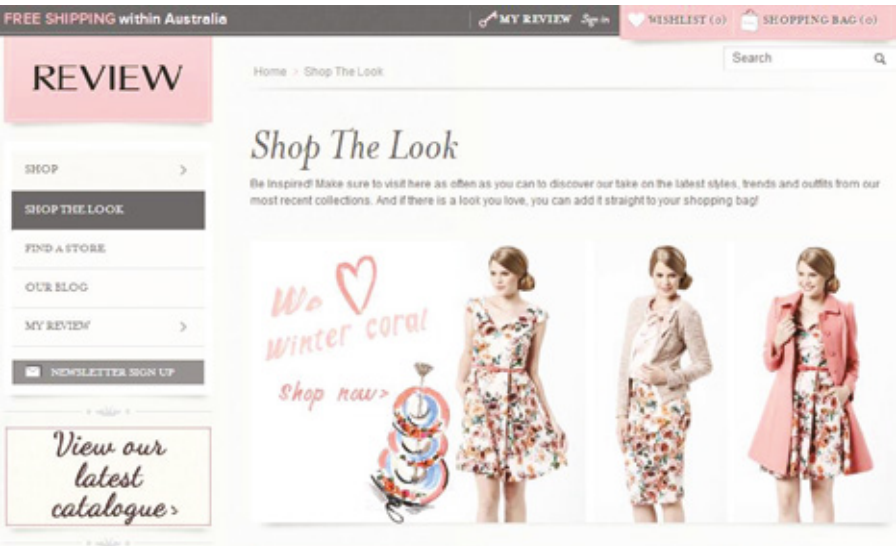 FREE SHIPPING within Australia
MY REVIEW Sign in
WISHLIST (0)
SHOPPING BAG (0)
REVIEW
Home > Shop The Look
Search
SHOP >
SHOP THE LOOK
FIND A STORE
OUR BLOG
MY REVIEW >
NEWSLETTER SIGN UP
View our
latest
catalogue >
Shop The Look
Be Inspired! Make sure to visit here as often as you can to discover our take on the latest styles, trends and outfits from our
most recent collections. And if there is a look you love, you can add it straight to your shopping bag!
We
winter coral
Shop now >